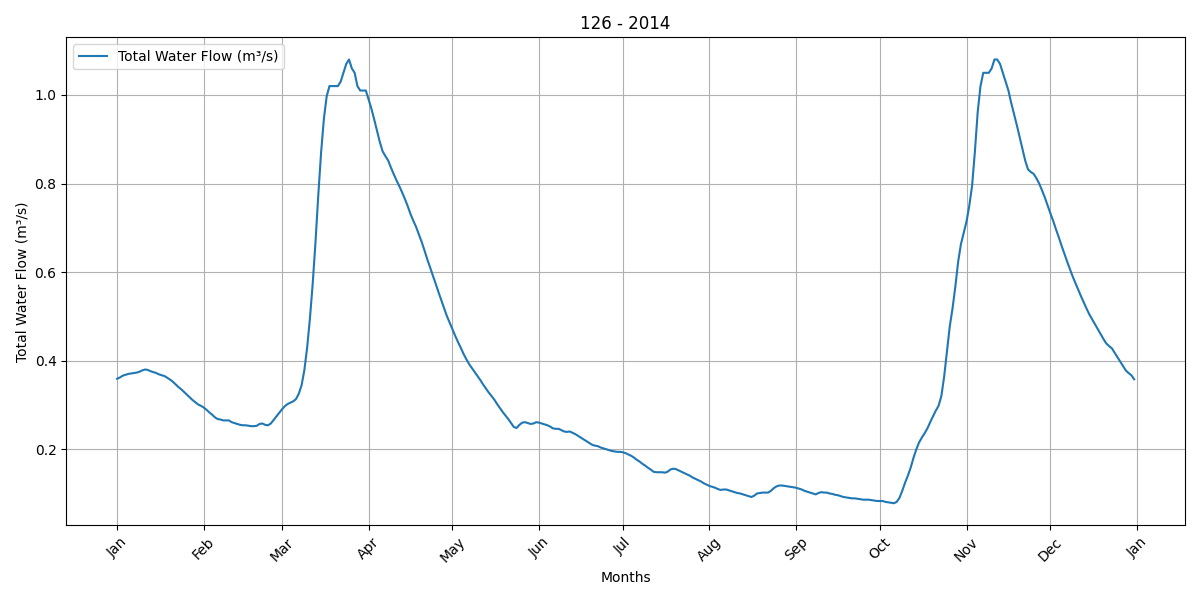 126 - 2014
Total Water Flow (m³/s)
Total Water Flow (m³/s)
1.0
0.8
0.6
0.4
0.2
Jan Feb Mar Apr May Jun Jul Aug Sep Oct Nov Dec Jan
Months